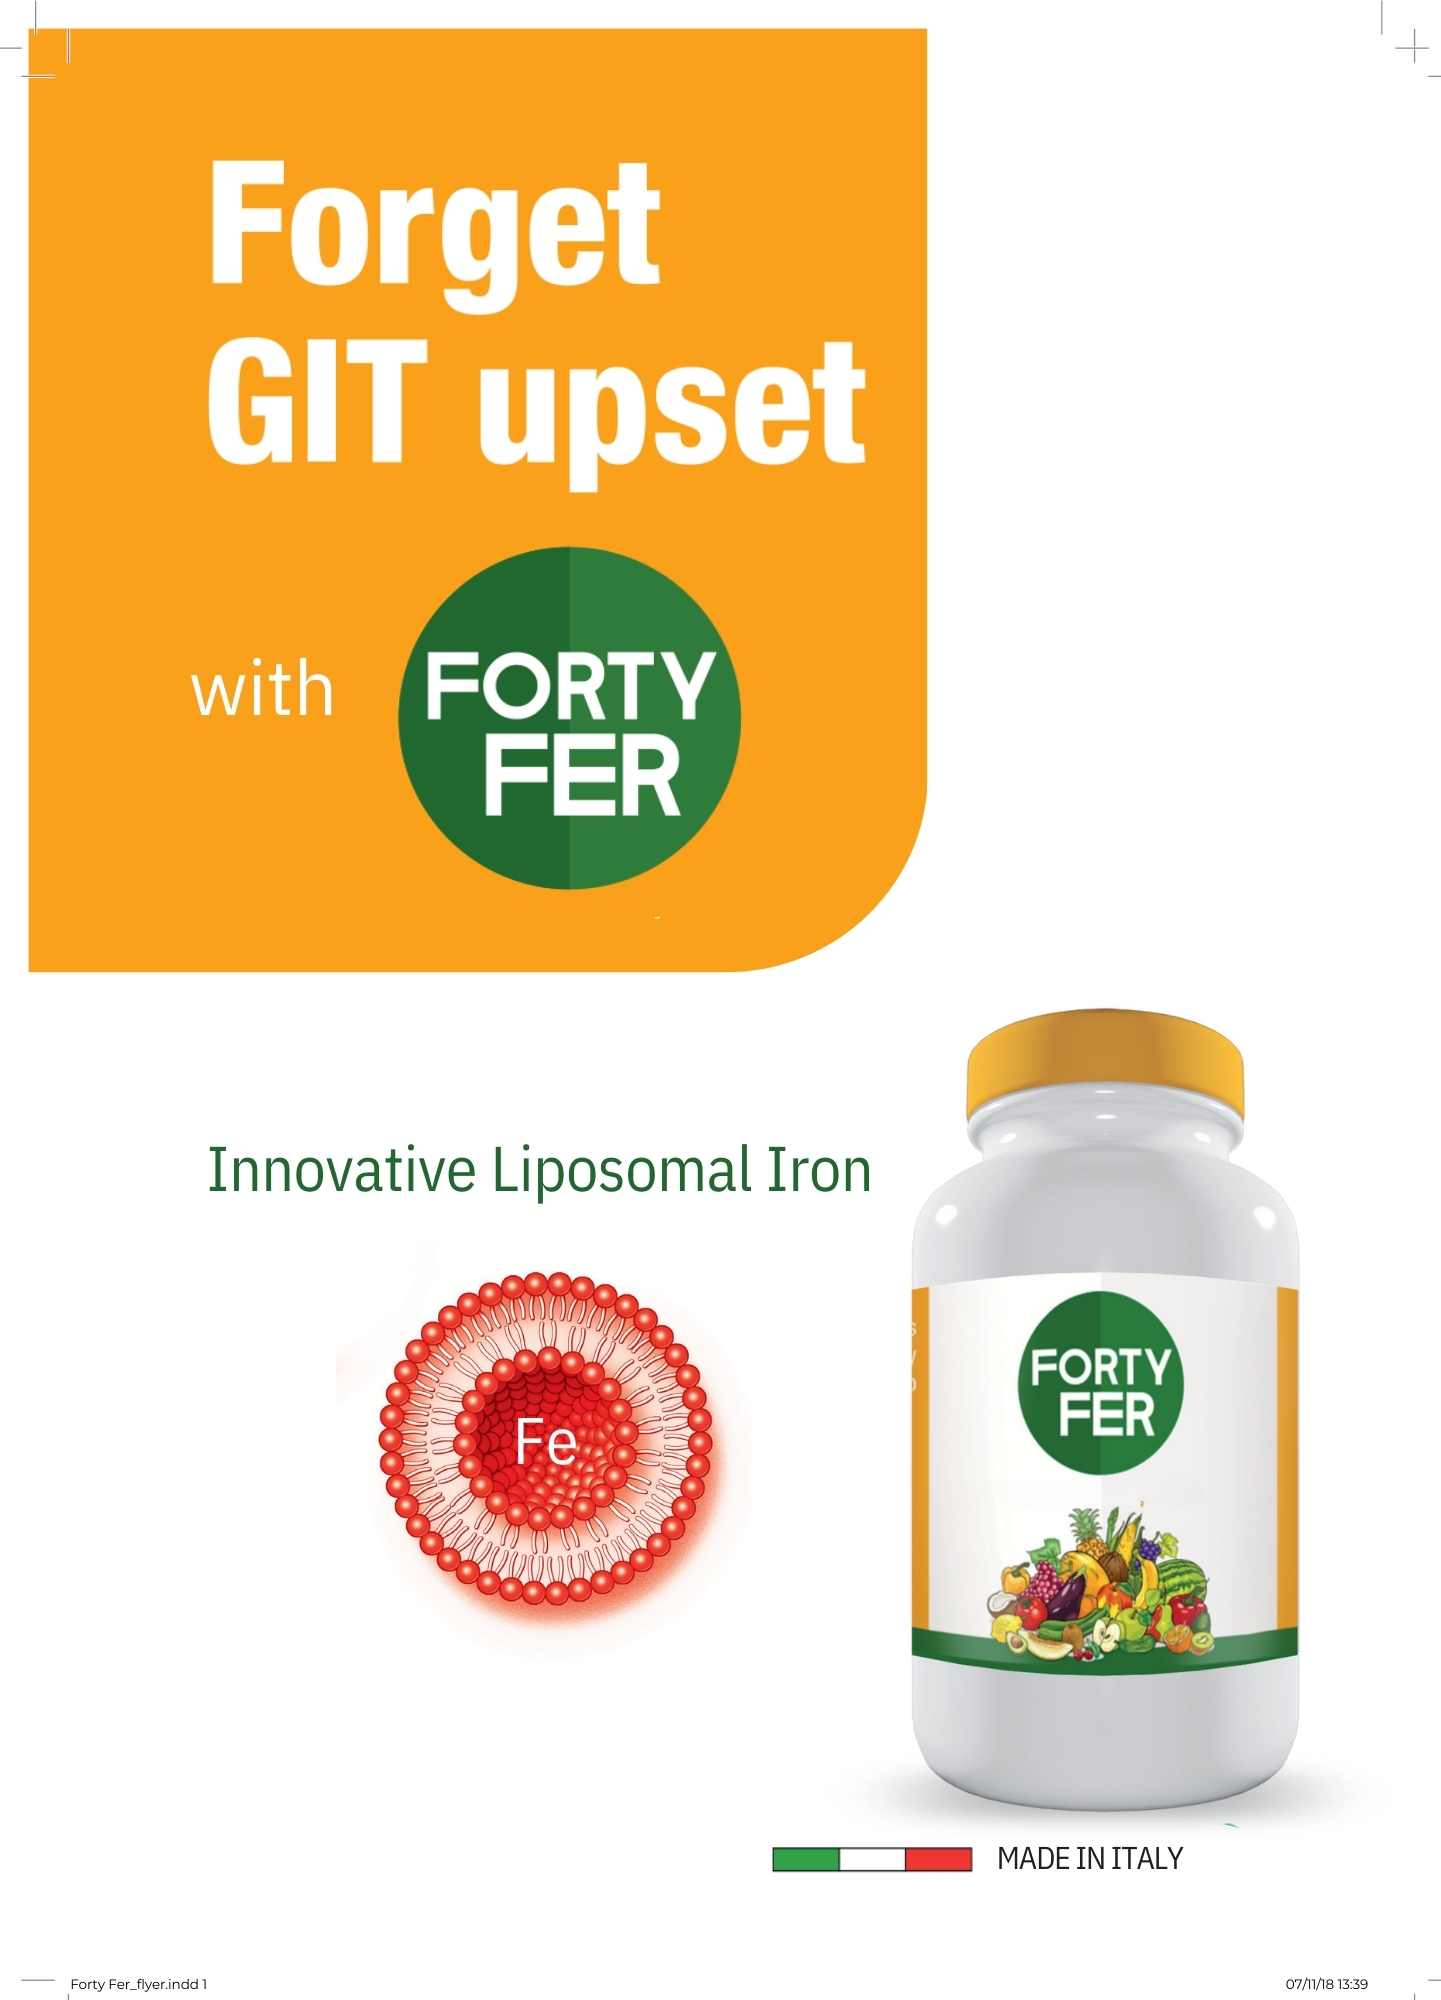 Forget
GIT upset
with
FORTY
FER
Innovative Liposomal Iron
Fe
FORTY
FER
MADE IN ITALY
Forty Fer_flyer.indd 1
07/11/18 13:39